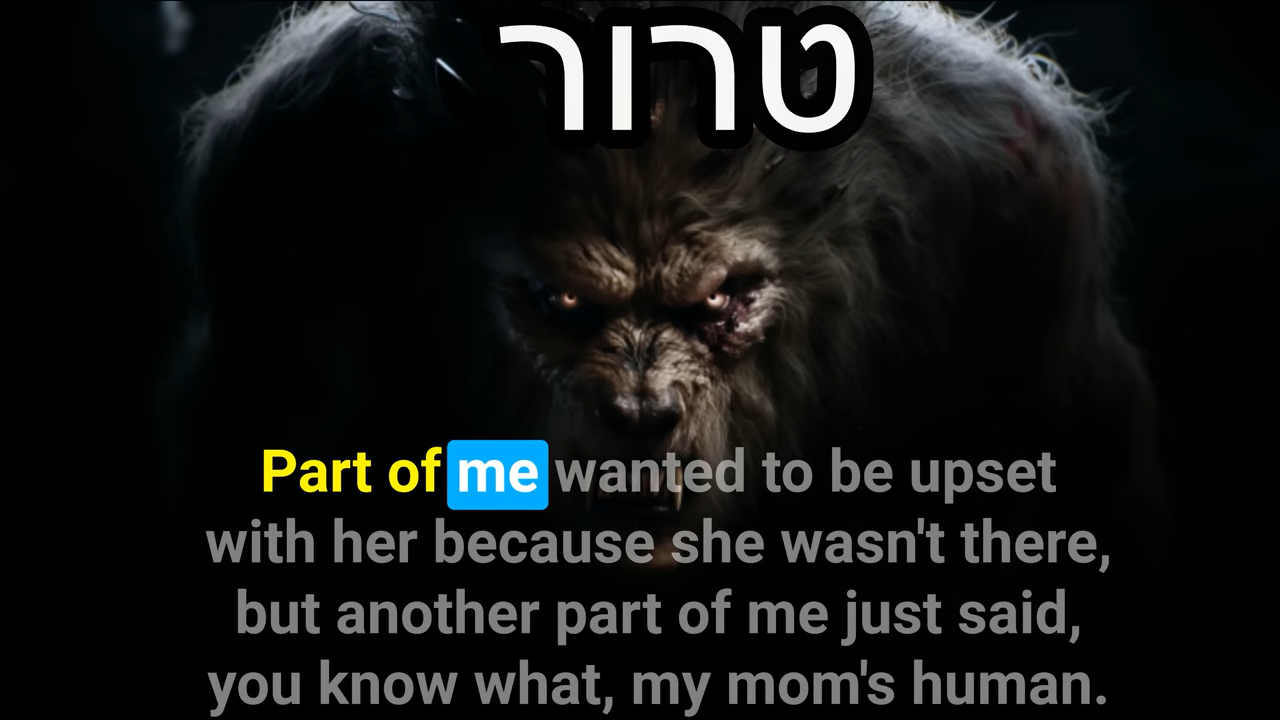 טרור
Part of me wanted to be upset
with her because she wasn't there,
but another part of me just said,
you know what, my mom's human.